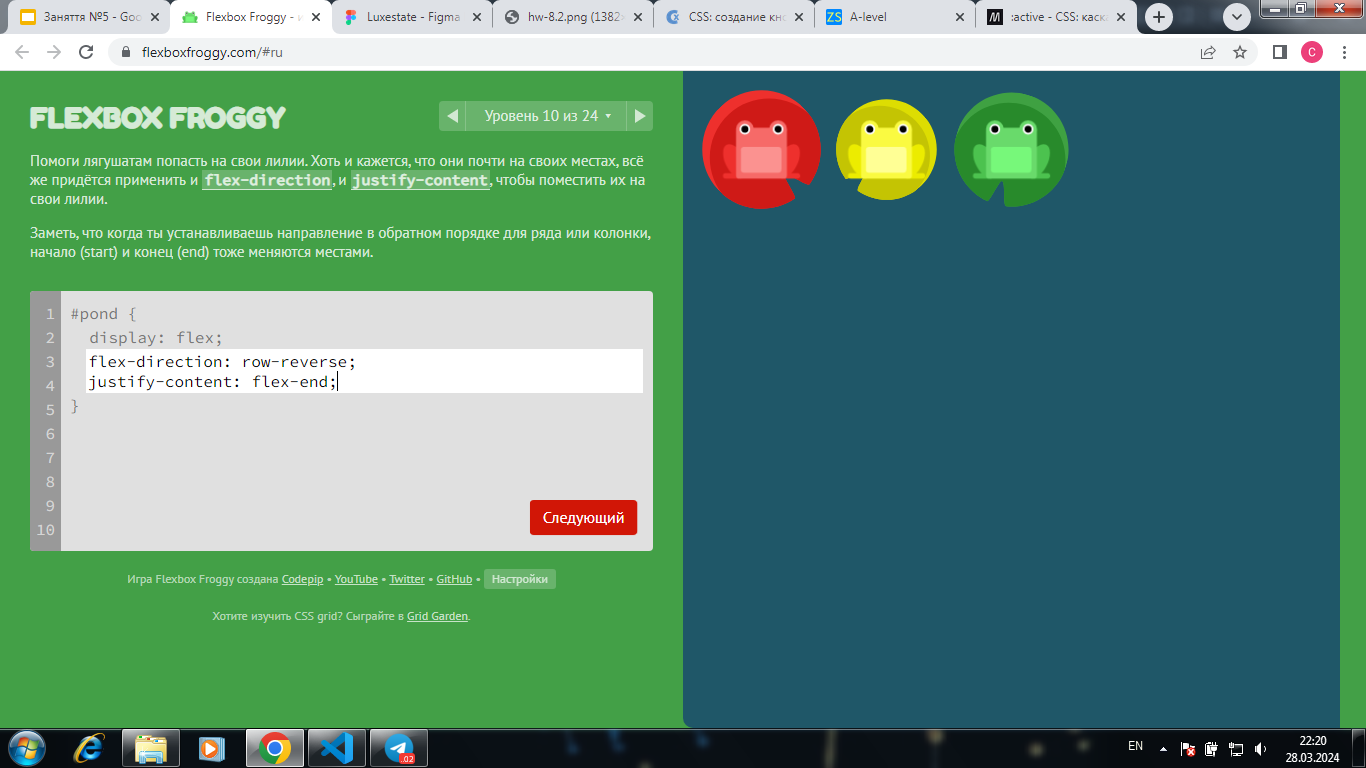 Заняття №5 - Goo
Flexbox Froggy - и
Luxestate - Figma
hw-8.2.png (1382×
CSS: создание кно
ZS A-level
M :active - CSS: каска
flexboxfroggy.com/#ru
C
FLEXBOX FROGGY
Уровень 10 из 24
Помоги лягушатам попасть на свои лилии. Хоть и кажется, что они почти на своих местах, всё
же придётся применить и flex-direction, и justify-content, чтобы поместить их на
свои лилии.
Заметь, что когда ты устанавливаешь направление в обратном порядке для ряда или колонки,
начало (start) и конец (end) тоже меняются местами.
1 #pond {
2 display: flex;
3 flex-direction: row-reverse;
4 justify-content: flex-end;
5 }
6
7
8
9
10
Следующий
Игра Flexbox Froggy создана Codepip • YouTube • Twitter • GitHub • Настройки
Хотите изучить CSS grid? Сыграйте в Grid Garden.
.02
EN
22:20
28.03.2024